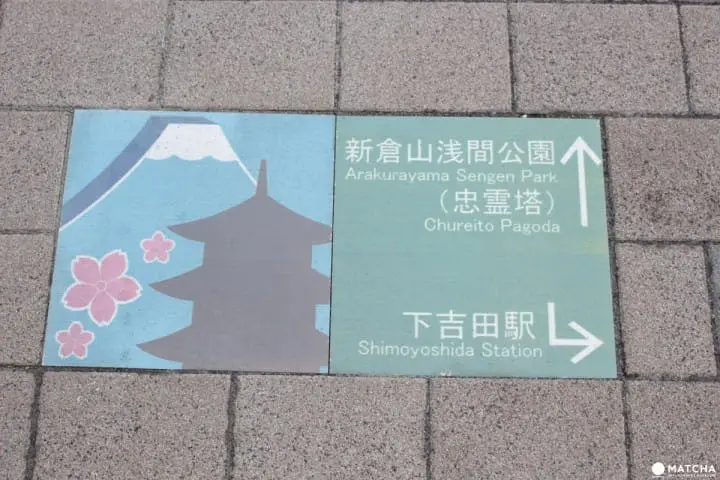 新倉山浅間公園
Arakurayama Sengen Park
（忠霊塔）
Chureito Pagoda
下吉田駅
Shimoyoshida Station
MATCHA